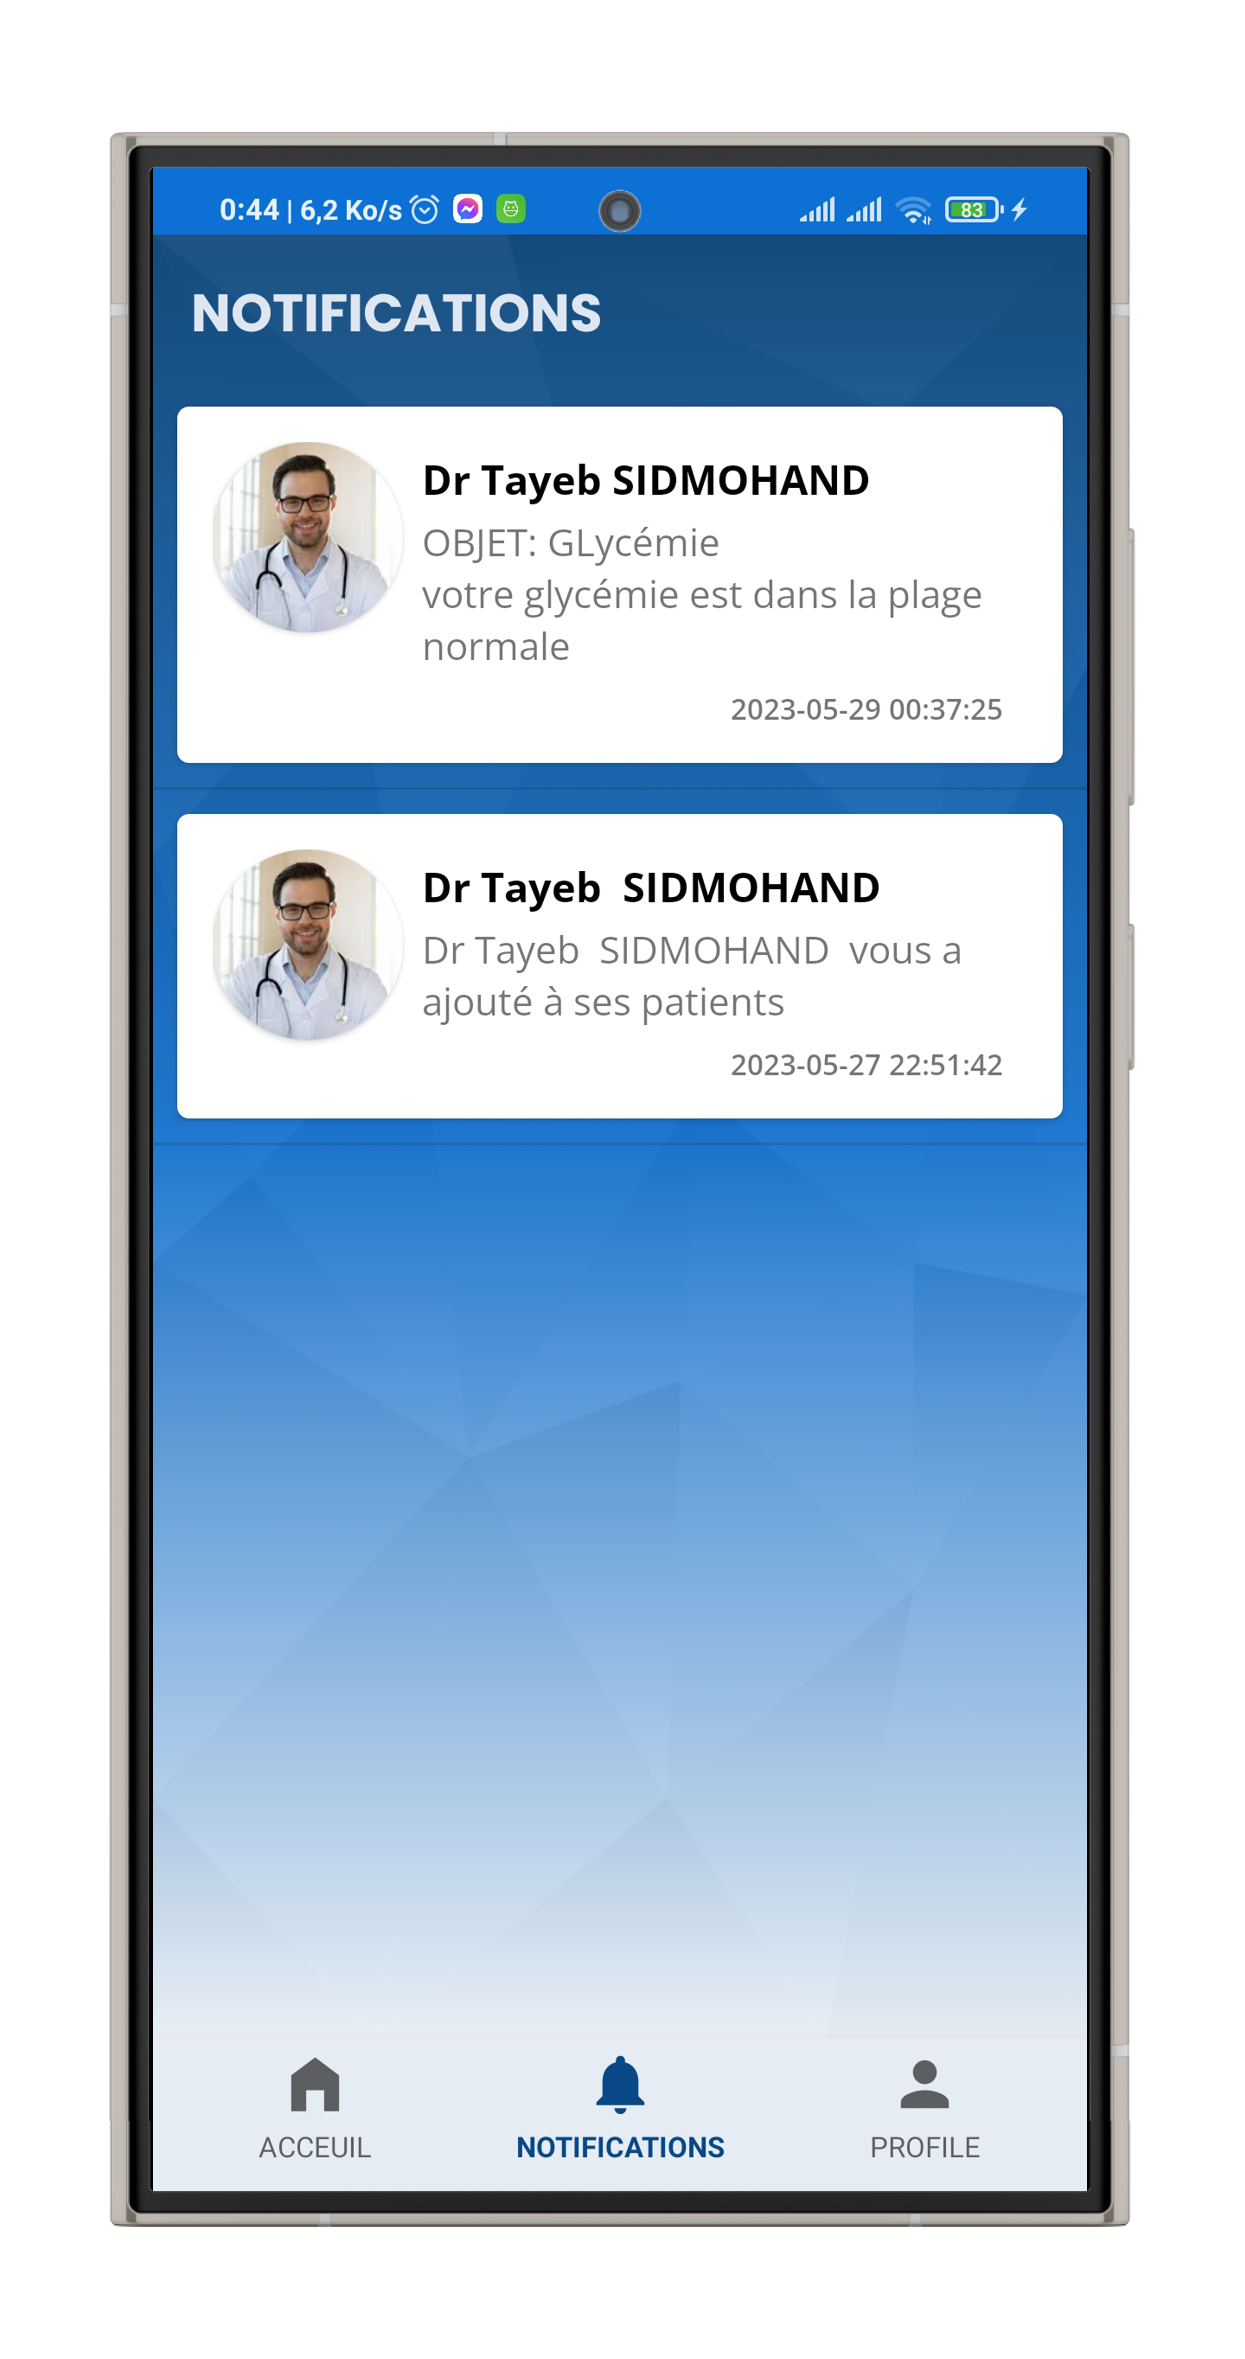 0:44 | 6,2 Ko/s
83
NOTIFICATIONS
Dr Tayeb SIDMOHAND
OBJET: GLycémie
votre glycémie est dans la plage
normale
2023-05-29 00:37:25
Dr Tayeb  SIDMOHAND
Dr Tayeb  SIDMOHAND  vous a
ajouté à ses patients
2023-05-27 22:51:42
ACCEUIL
NOTIFICATIONS
PROFILE